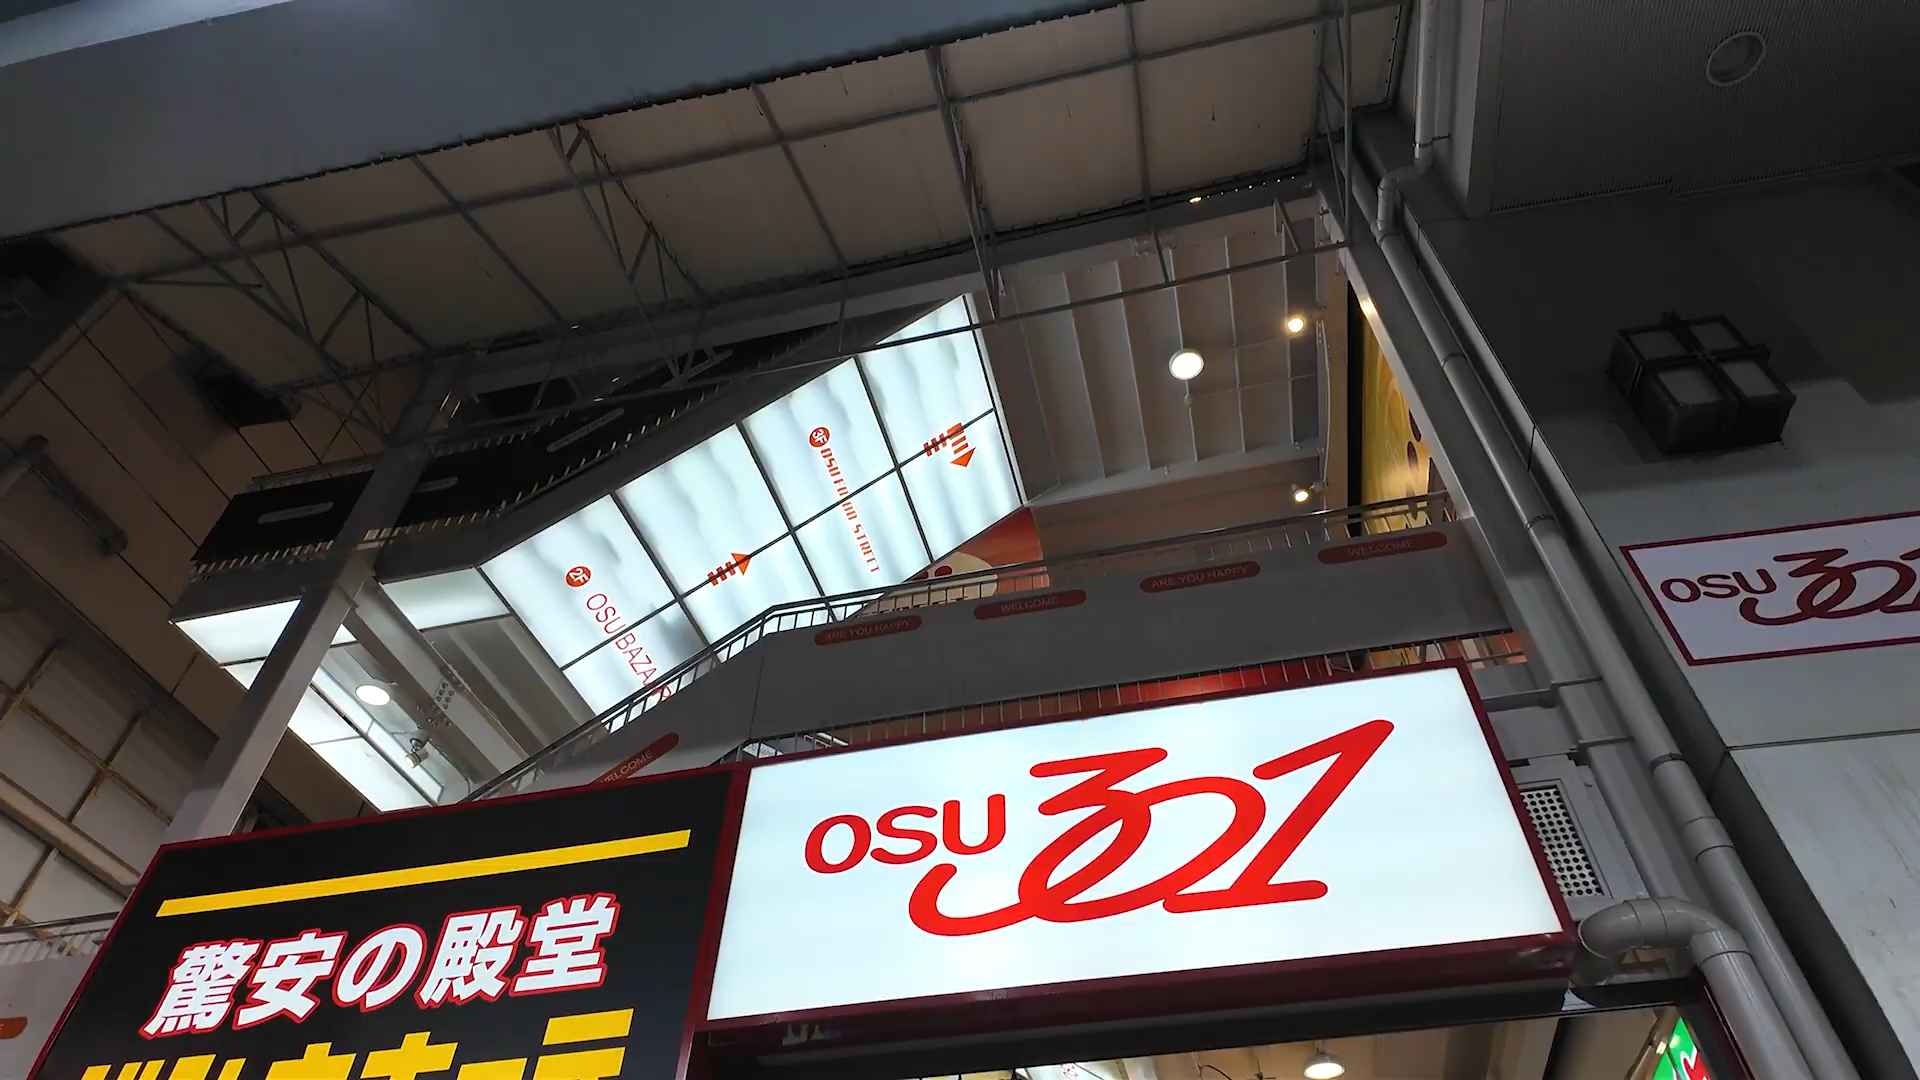 3F OSU FOOD STREET
2F OSU BAZAAR
WELCOME
ARE YOU HAPPY
WELCOME
ARE YOU HAPPY
WELCOME
OSU 301
OSU 301
驚安の殿堂